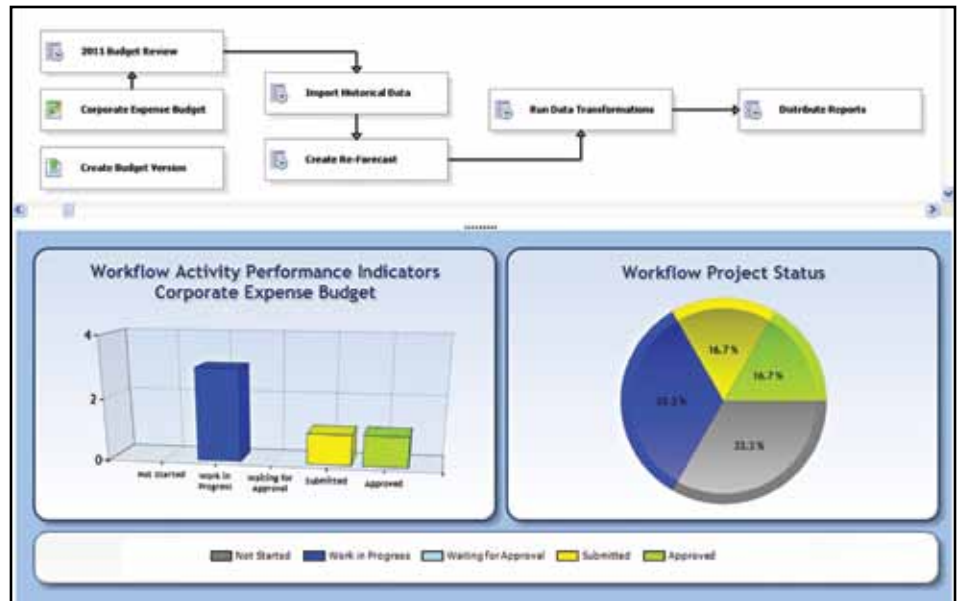 2011 Budget Review
Corporate Expense Budget
Create Budget Version
Import Historical Data
Create Re-Forecast
Run Data Transformations
Distribute Reports
Workflow Activity Performance Indicators
Corporate Expense Budget
4
2
0
Not Started
Work in
Progress
Waiting for
Approval
Submitted
Approved
Workflow Project Status
16.7%
16.7%
33.3%
33.3%
Not Started
Work in Progress
Waiting for Approval
Submitted
Approved